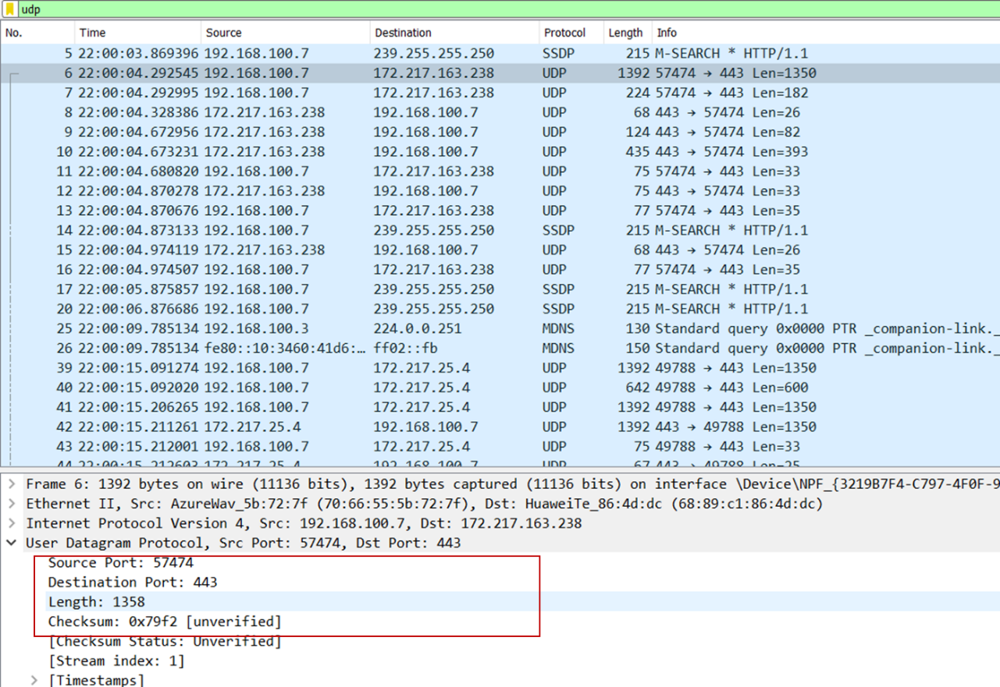 udp
No. Time Source Destination Protocol Length Info
5 22:00:03.869396 192.168.100.7 239.255.255.250 SSDP 215 M-SEARCH * HTTP/1.1
6 22:00:04.292545 192.168.100.7 172.217.163.238 UDP 1392 57474 → 443 Len=1350
7 22:00:04.292995 192.168.100.7 172.217.163.238 UDP 224 57474 → 443 Len=182
8 22:00:04.328386 172.217.163.238 192.168.100.7 UDP 68 443 → 57474 Len=26
9 22:00:04.672956 172.217.163.238 192.168.100.7 UDP 124 443 → 57474 Len=82
10 22:00:04.673231 172.217.163.238 192.168.100.7 UDP 435 443 → 57474 Len=393
11 22:00:04.680820 192.168.100.7 172.217.163.238 UDP 75 57474 → 443 Len=33
12 22:00:04.870278 172.217.163.238 192.168.100.7 UDP 75 443 → 57474 Len=33
13 22:00:04.870676 192.168.100.7 172.217.163.238 UDP 77 57474 → 443 Len=35
14 22:00:04.873133 192.168.100.7 239.255.255.250 SSDP 215 M-SEARCH * HTTP/1.1
15 22:00:04.974119 172.217.163.238 192.168.100.7 UDP 68 443 → 57474 Len=26
16 22:00:04.974507 192.168.100.7 172.217.163.238 UDP 77 57474 → 443 Len=35
17 22:00:05.875857 192.168.100.7 239.255.255.250 SSDP 215 M-SEARCH * HTTP/1.1
20 22:00:06.876686 192.168.100.7 239.255.255.250 SSDP 215 M-SEARCH * HTTP/1.1
25 22:00:09.785134 192.168.100.3 224.0.0.251 MDNS 130 Standard query 0x0000 PTR _companion-link._
26 22:00:09.785134 fe80::10:3460:41d6:… ff02::fb MDNS 150 Standard query 0x0000 PTR _companion-link._
39 22:00:15.091274 192.168.100.7 172.217.25.4 UDP 1392 49788 → 443 Len=1350
40 22:00:15.092020 192.168.100.7 172.217.25.4 UDP 642 49788 → 443 Len=600
41 22:00:15.206265 192.168.100.7 172.217.25.4 UDP 1392 49788 → 443 Len=1350
42 22:00:15.211261 172.217.25.4 192.168.100.7 UDP 1392 443 → 49788 Len=1350
43 22:00:15.212001 192.168.100.7 172.217.25.4 UDP 75 49788 → 443 Len=33
44 22:00:15.212603 172.217.25.4 192.168.100.7 UDP 67 443 → 49788 Len=25
Frame 6: 1392 bytes on wire (11136 bits), 1392 bytes captured (11136 bits) on interface \Device\NPF_{3219B7F4-C797-4F0F-9
Ethernet II, Src: AzureWav_5b:72:7f (70:66:55:5b:72:7f), Dst: HuaweiTe_86:4d:dc (68:89:c1:86:4d:dc)
Internet Protocol Version 4, Src: 192.168.100.7, Dst: 172.217.163.238
User Datagram Protocol, Src Port: 57474, Dst Port: 443
Source Port: 57474
Destination Port: 443
Length: 1358
Checksum: 0x79f2 [unverified]
[Checksum Status: Unverified]
[Stream index: 1]
[Timestamps]